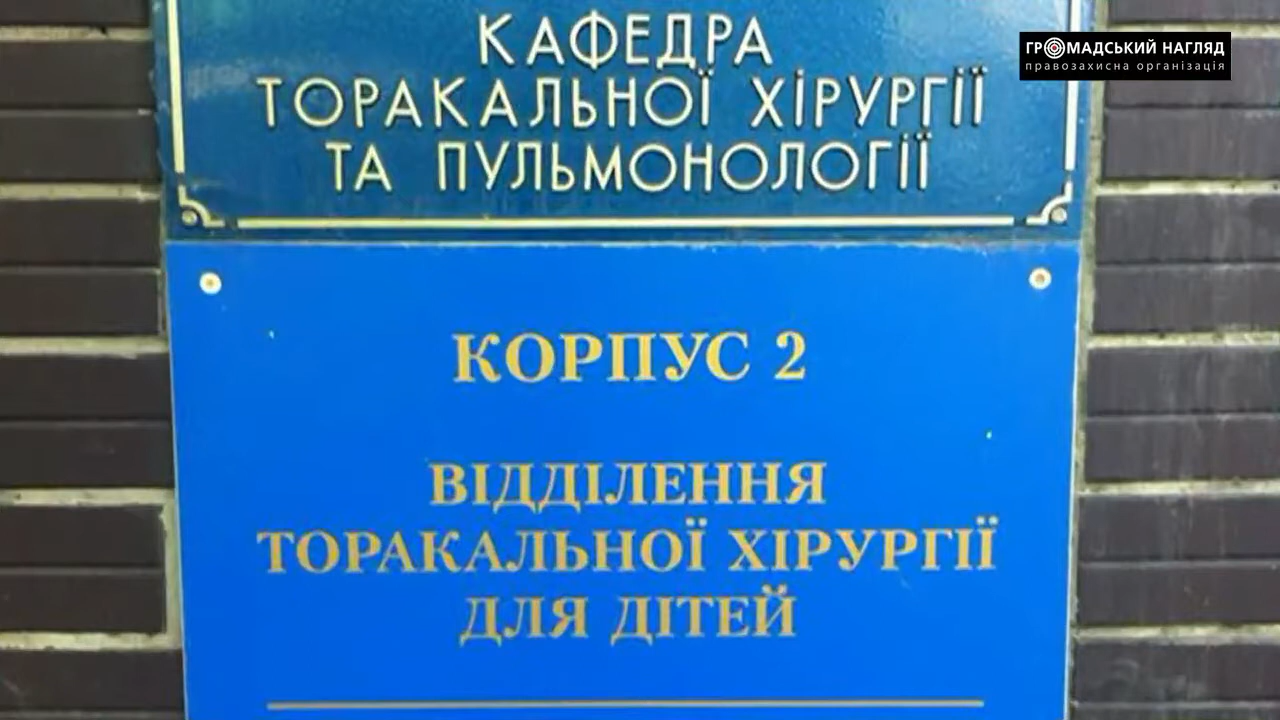 КАФЕДРА
ТОРАКАЛЬНОЇ ХІРУРГІЇ
ТА ПУЛЬМОНОЛОГІЇ
ГРОМАДСЬКИЙ НАГЛЯД
правозахисна організація
КОРПУС 2
ВІДДІЛЕННЯ
ТОРАКАЛЬНОЇ ХІРУРГІЇ
ДЛЯ ДІТЕЙ